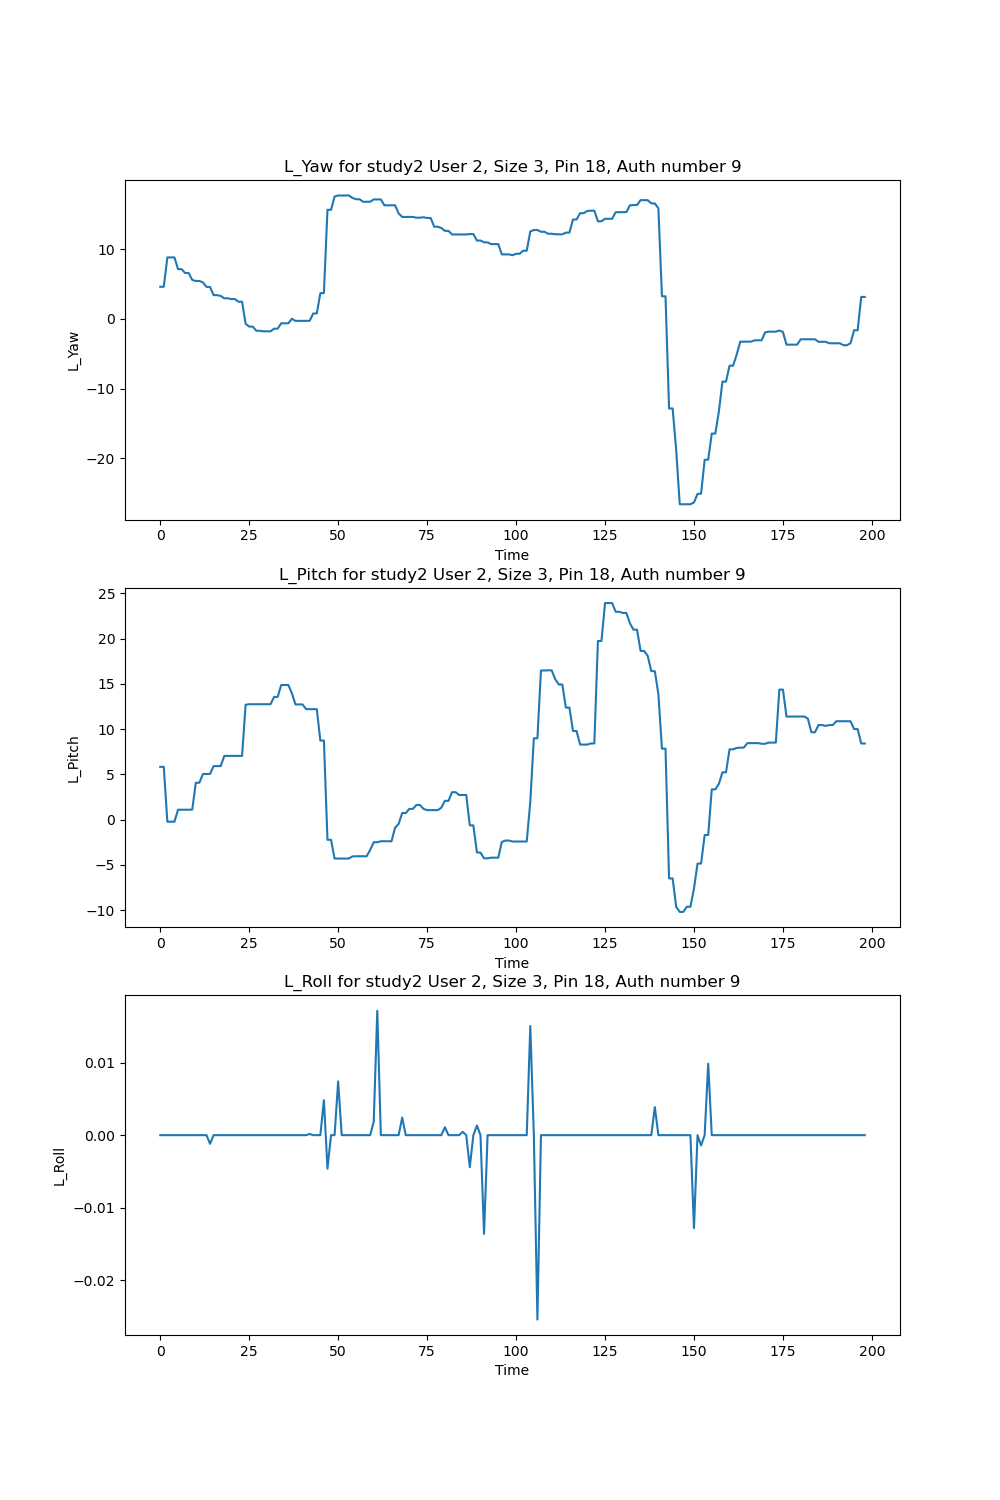 L_Yaw for study2 User 2, Size 3, Pin 18, Auth number 9
10
0
−10
−20
L_Yaw
0 25 50 75 100 125 150 175 200
Time
L_Pitch for study2 User 2, Size 3, Pin 18, Auth number 9
25
20
15
10
5
0
−5
−10
L_Pitch
0 25 50 75 100 125 150 175 200
Time
L_Roll for study2 User 2, Size 3, Pin 18, Auth number 9
0.01
0.00
−0.01
−0.02
L_Roll
0 25 50 75 100 125 150 175 200
Time